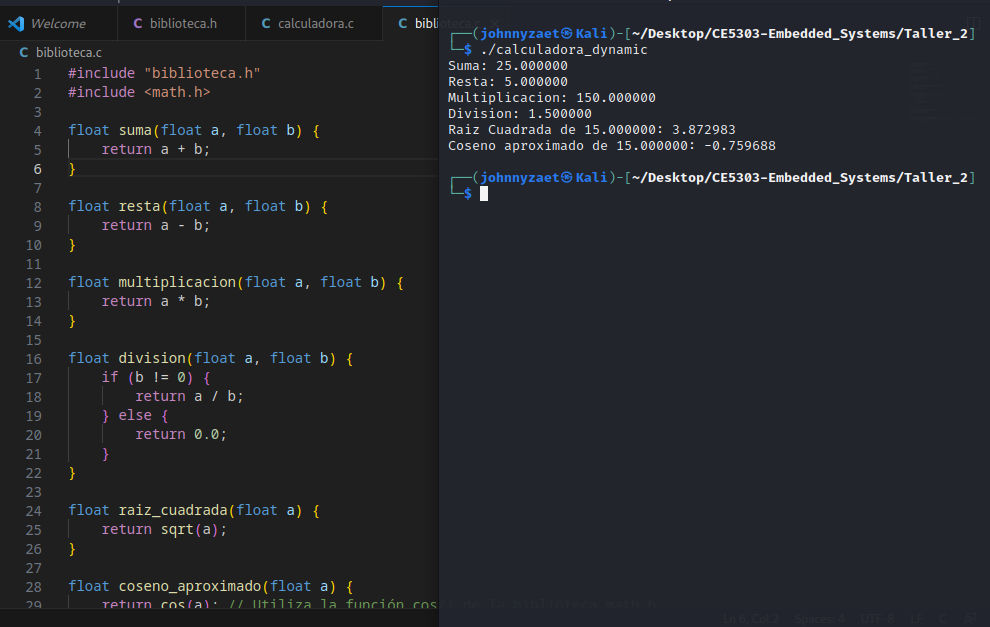 Welcome
C biblioteca.h
C calculadora.c
C biblioteca.c
C biblioteca.c
1 #include "biblioteca.h"
2 #include <math.h>
3
4 float suma(float a, float b) {
5 return a + b;
6 }
7
8 float resta(float a, float b) {
9 return a - b;
10 }
11
12 float multiplicacion(float a, float b) {
13 return a * b;
14 }
15
16 float division(float a, float b) {
17 if (b != 0) {
18 return a / b;
19 } else {
20 return 0.0;
21 }
22 }
23
24 float raiz_cuadrada(float a) {
25 return sqrt(a);
26 }
27
28 float coseno_aproximado(float a) {
29 return cos(a); // Utiliza la función cos de la biblioteca math.h
┌──(johnnyzaet㉿Kali)-[~/Desktop/CE5303-Embedded_Systems/Taller_2]
└─$ ./calculadora_dynamic
Suma: 25.000000
Resta: 5.000000
Multiplicacion: 150.000000
Division: 1.500000
Raiz Cuadrada de 15.000000: 3.872983
Coseno aproximado de 15.000000: -0.759688
┌──(johnnyzaet㉿Kali)-[~/Desktop/CE5303-Embedded_Systems/Taller_2]
└─$
Ln 6, Col 2 Spaces: 4 UTF-8 LF C